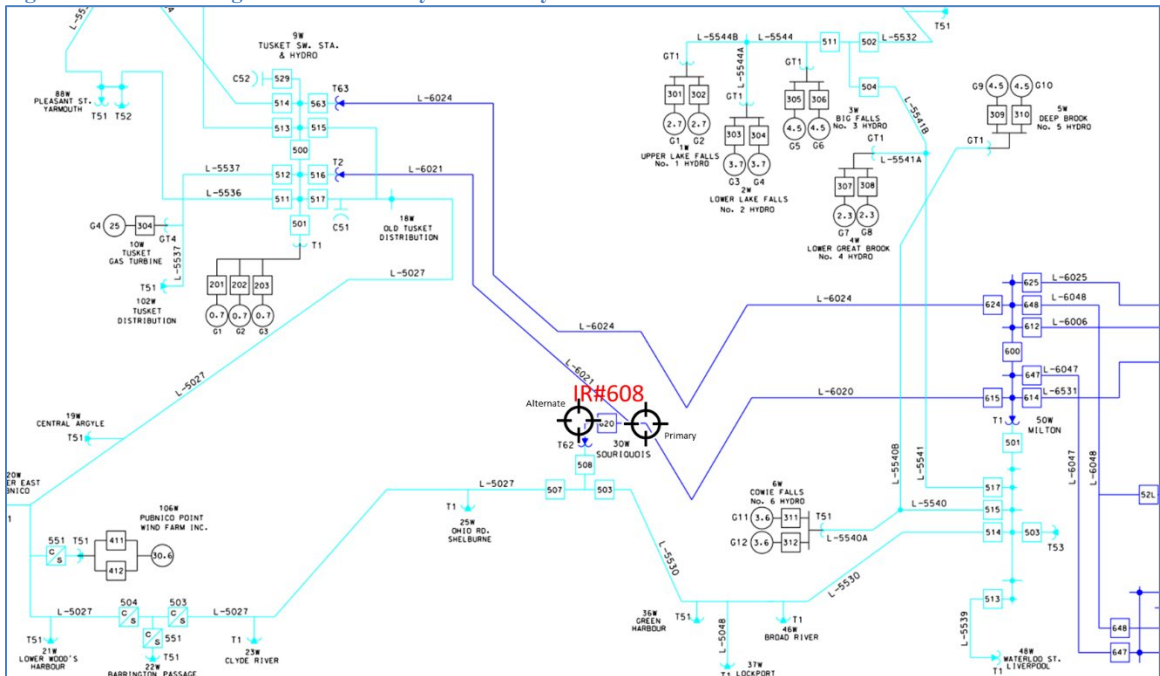 T51
9W
TUSKET SW. STA.
& HYDRO
C52
529
514
563
T63
L-6024
513
515
500
T2
L-5537
512
516
L-6021
L-5536
511
517
C51
501
T1
18W
OLD TUSKET
DISTRIBUTION
88W
PLEASANT ST.
YARMOUTH
T51
T52
G4
25
304
GT4
10W
TUSKET
GAS TURBINE
L-5537
T51
102W
TUSKET
DISTRIBUTION
201
202
203
0.7
0.7
0.7
G1
G2
G3
L-5027
L-5027
L-5544B
L-5544
L-5544A
511
502
L-5532
504
GT1
301
302
2.7
2.7
G1
G2
1W
UPPER LAKE FALLS
No. 1 HYDRO
GT1
303
304
3.7
3.7
G3
G4
2W
LOWER LAKE FALLS
No. 2 HYDRO
GT1
305
306
4.5
4.5
G5
G6
3W
BIG FALLS
No. 3 HYDRO
L-5541B
GT1
L-5541A
307
308
2.3
2.3
G7
G8
4W
LOWER GREAT BROOK
No. 4 HYDRO
G9
4.5
4.5
G10
309
310
GT1
5W
DEEP BROOK
No. 5 HYDRO
L-6024
L-6024
624
625
L-6025
648
L-6048
612
L-6006
600
647
L-6047
L-6020
615
614
L-6531
T1
50W
MILTON
501
L-6047
L-6048
52L
L-6021
IR#608
Alternate
620
Primary
T62
30W
SOURIQUOIS
508
507
503
L-5027
T1
25W
OHIO RD.
SHELBURNE
L-5540B
L-5541
517
515
L-5540
514
503
T53
6W
COWIE FALLS
No. 6 HYDRO
G11
3.6
311
G12
3.6
312
T51
L-5540A
L-5530
L-5530
36W
GREEN
HARBOUR
T51
L-5048
T1
46W
BROAD RIVER
T1
37W
LOCKPORT
513
L-5539
48W
WATERLOO ST.
LIVERPOOL
T1
648
647
19W
CENTRAL ARGYLE
T51
20W
1
106W
PUBNICO POINT
WIND FARM INC.
551
C
S
T51
411
412
30.6
L-5027
504
C
S
503
C
S
L-5027
551
C
S
T51
T51
21W
LOWER WOOD'S
HARBOUR
22W
BARRINGTON PASSAGE
T1
23W
CLYDE RIVER